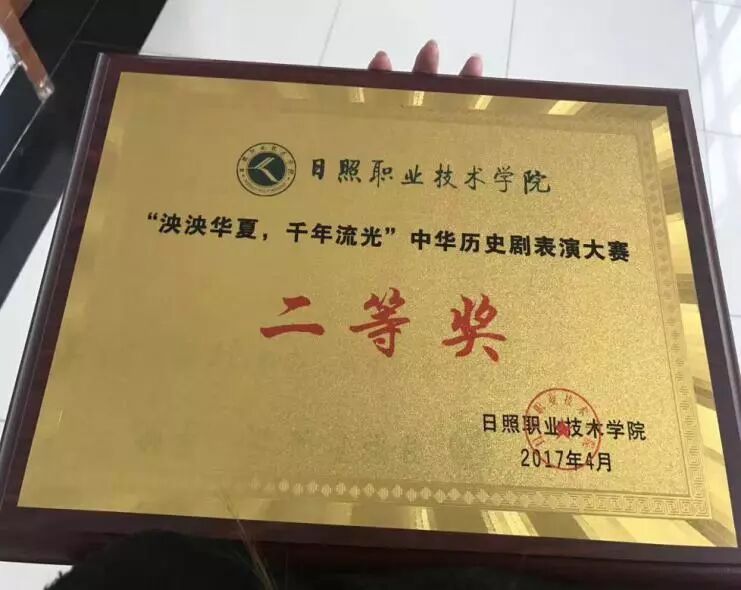 日照职业技术学院
“泱泱华夏，千年流光”中华历史剧表演大赛
二等奖
日照职业技术学院
2017年4月